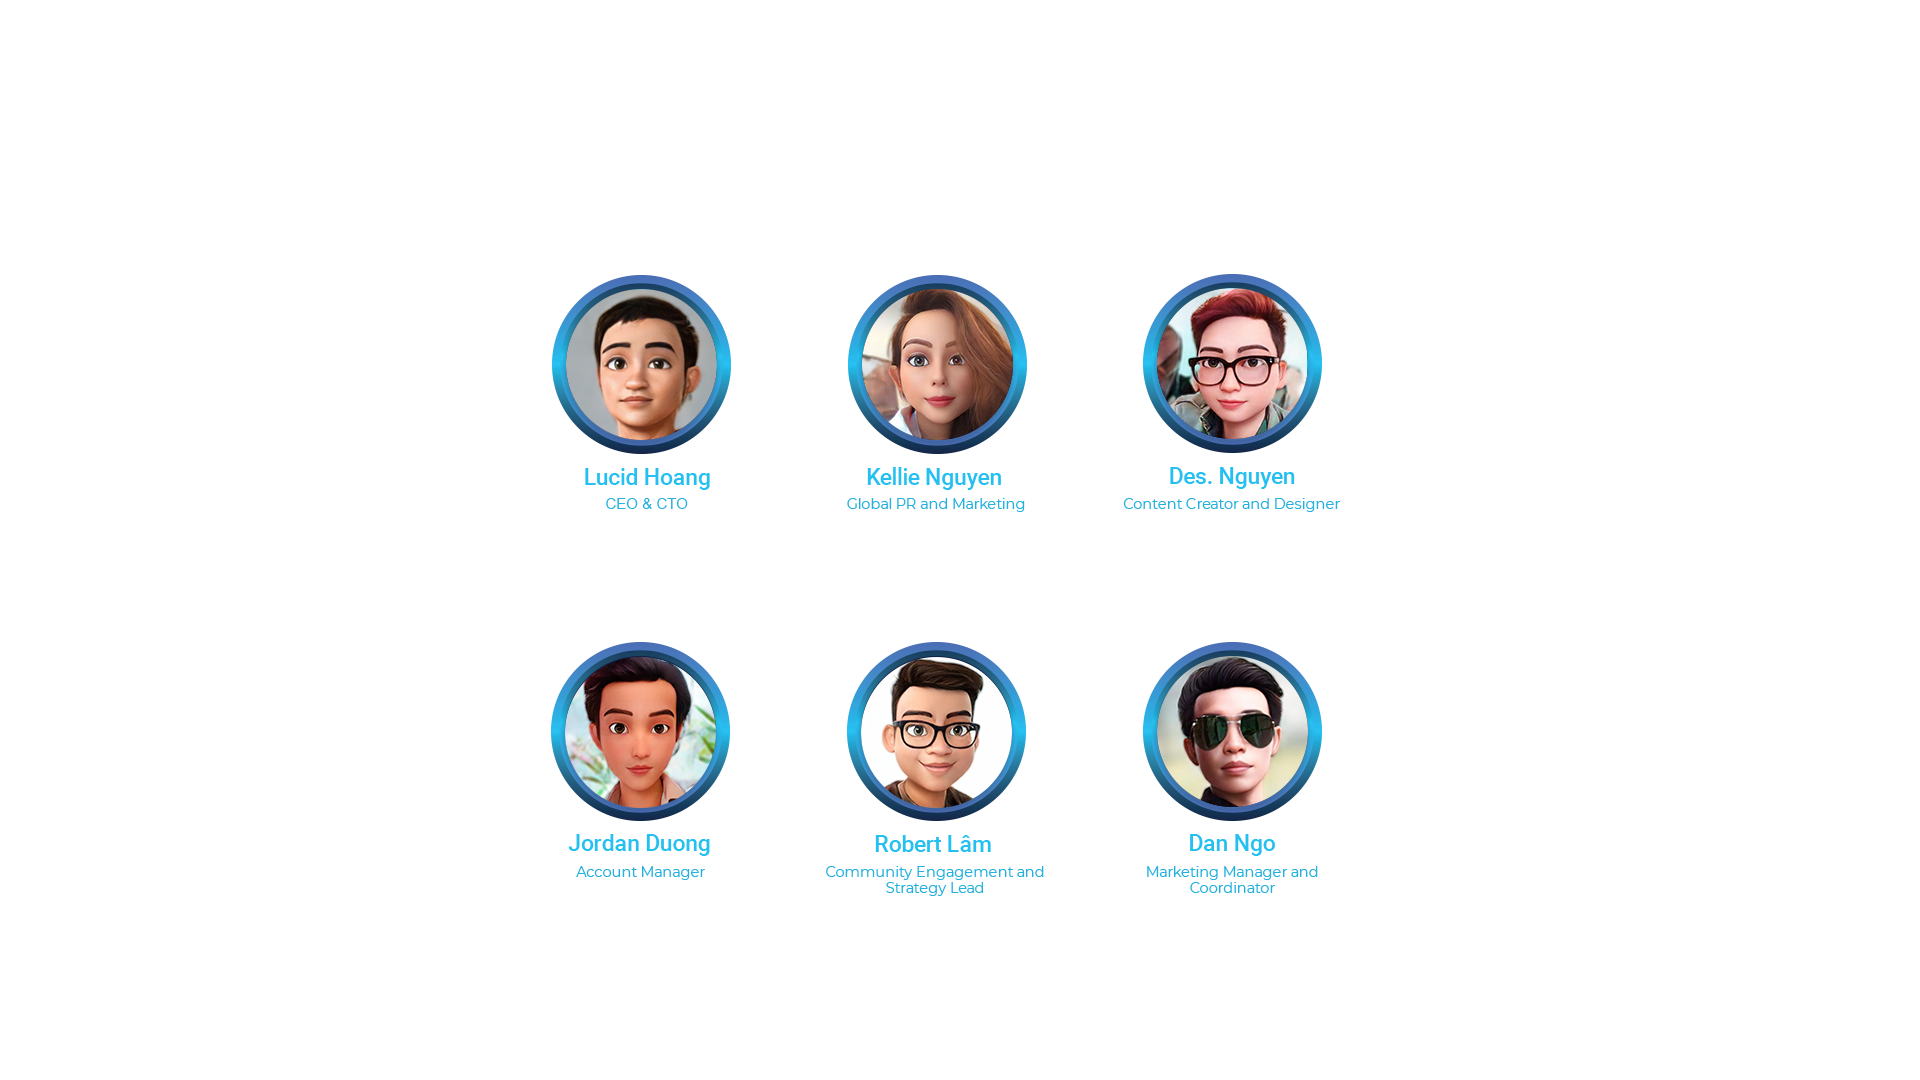 Lucid Hoang
CEO & CTO
Kellie Nguyen
Global PR and Marketing
Des. Nguyen
Content Creator and Designer
Jordan Duong
Account Manager
Robert Lâm
Community Engagement and
Strategy Lead
Dan Ngo
Marketing Manager and
Coordinator